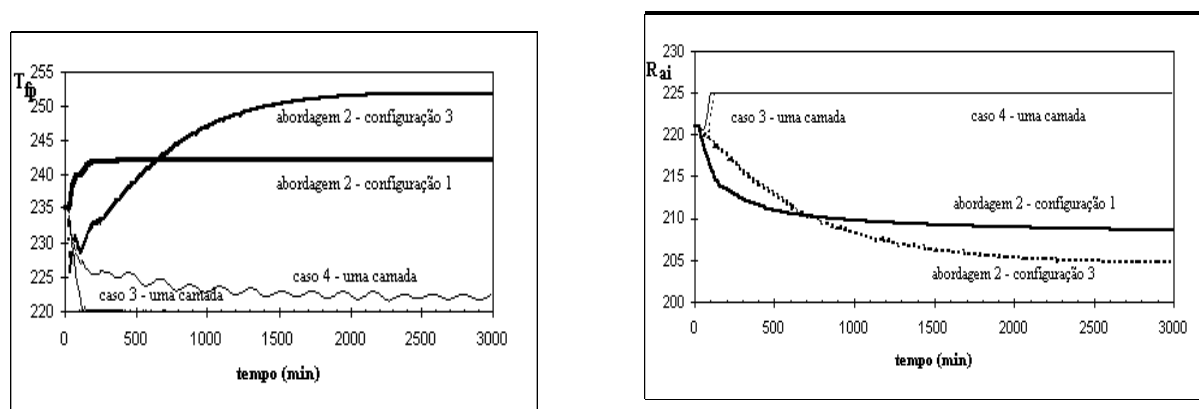 T_fp
255
250
245
240
235
230
225
220
abordagem 2 - configuração 3
abordagem 2 - configuração 1
caso 4 - uma camada
caso 3 - uma camada
0 500 1000 1500 2000 2500 3000
tempo (min)
R_ai
230
225
220
215
210
205
200
caso 3 - uma camada
caso 4 - uma camada
abordagem 2 - configuração 1
abordagem 2 - configuração 3
0 500 1000 1500 2000 2500 3000
tempo (min)